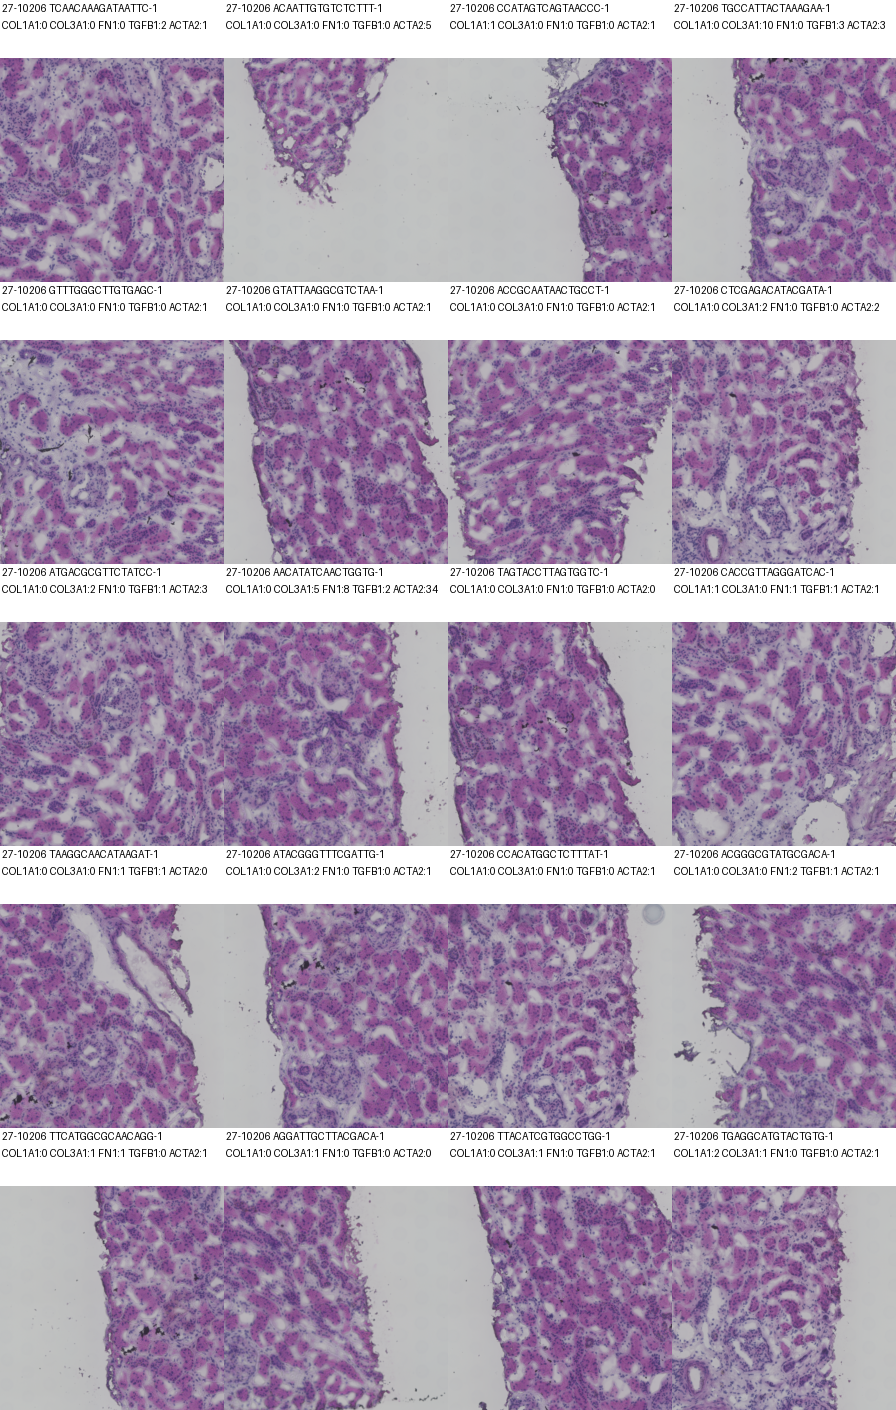 27-10206 TCAACAAAGATAATTC-1
COL1A1:0 COL3A1:0 FN1:0 TGFB1:2 ACTA2:1
27-10206 ACAATTGTGTCTCTTT-1
COL1A1:0 COL3A1:0 FN1:0 TGFB1:0 ACTA2:5
27-10206 CCATAGTCAGTAACCC-1
COL1A1:1 COL3A1:0 FN1:0 TGFB1:0 ACTA2:1
27-10206 TGCCATTACTAAAGAA-1
COL1A1:0 COL3A1:10 FN1:0 TGFB1:3 ACTA2:3
27-10206 GTTTGGGCTTGTGAGC-1
COL1A1:0 COL3A1:0 FN1:0 TGFB1:0 ACTA2:1
27-10206 GTATTAAGGCGTCTAA-1
COL1A1:0 COL3A1:0 FN1:0 TGFB1:0 ACTA2:1
27-10206 ACCGCAATAACTGCCT-1
COL1A1:0 COL3A1:0 FN1:0 TGFB1:0 ACTA2:1
27-10206 CTCGAGACATACGATA-1
COL1A1:0 COL3A1:2 FN1:0 TGFB1:0 ACTA2:2
27-10206 ATGACGCGTTCTATCC-1
COL1A1:0 COL3A1:2 FN1:0 TGFB1:1 ACTA2:3
27-10206 AACATATCAACTGGTG-1
COL1A1:0 COL3A1:5 FN1:8 TGFB1:2 ACTA2:34
27-10206 TAGTACCTTAGTGGTC-1
COL1A1:0 COL3A1:0 FN1:0 TGFB1:0 ACTA2:0
27-10206 CACCGTTAGGGATCAC-1
COL1A1:1 COL3A1:0 FN1:1 TGFB1:1 ACTA2:1
27-10206 TAAGGCAACATAAGAT-1
COL1A1:0 COL3A1:0 FN1:1 TGFB1:1 ACTA2:0
27-10206 ATACGGGTTTCGATTG-1
COL1A1:0 COL3A1:2 FN1:0 TGFB1:0 ACTA2:1
27-10206 CCACATGGCTCTTTAT-1
COL1A1:0 COL3A1:0 FN1:0 TGFB1:0 ACTA2:1
27-10206 ACGGGCGTATGCGACA-1
COL1A1:0 COL3A1:0 FN1:2 TGFB1:1 ACTA2:1
27-10206 TTCATGGCGCAACAGG-1
COL1A1:0 COL3A1:1 FN1:1 TGFB1:0 ACTA2:1
27-10206 AGGATTGCTTACGACA-1
COL1A1:0 COL3A1:1 FN1:0 TGFB1:0 ACTA2:0
27-10206 TTACATCGTGGCCTGG-1
COL1A1:0 COL3A1:1 FN1:0 TGFB1:0 ACTA2:1
27-10206 TGAGGCATGTACTGTG-1
COL1A1:2 COL3A1:1 FN1:0 TGFB1:0 ACTA2:1